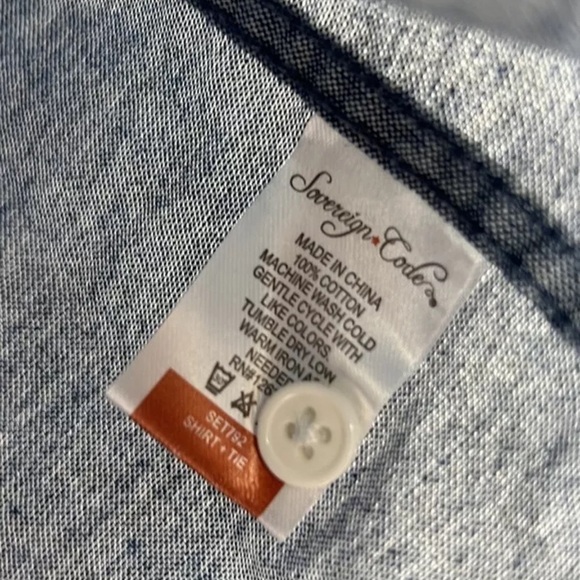 Sovereign Code
MADE IN CHINA
100% COTTON
MACHINE WASH COLD
GENTLE CYCLE WITH
LIKE COLORS.
TUMBLE DRY LOW
WARM IRON
NEEDED
SET782
SHIRT + TIE